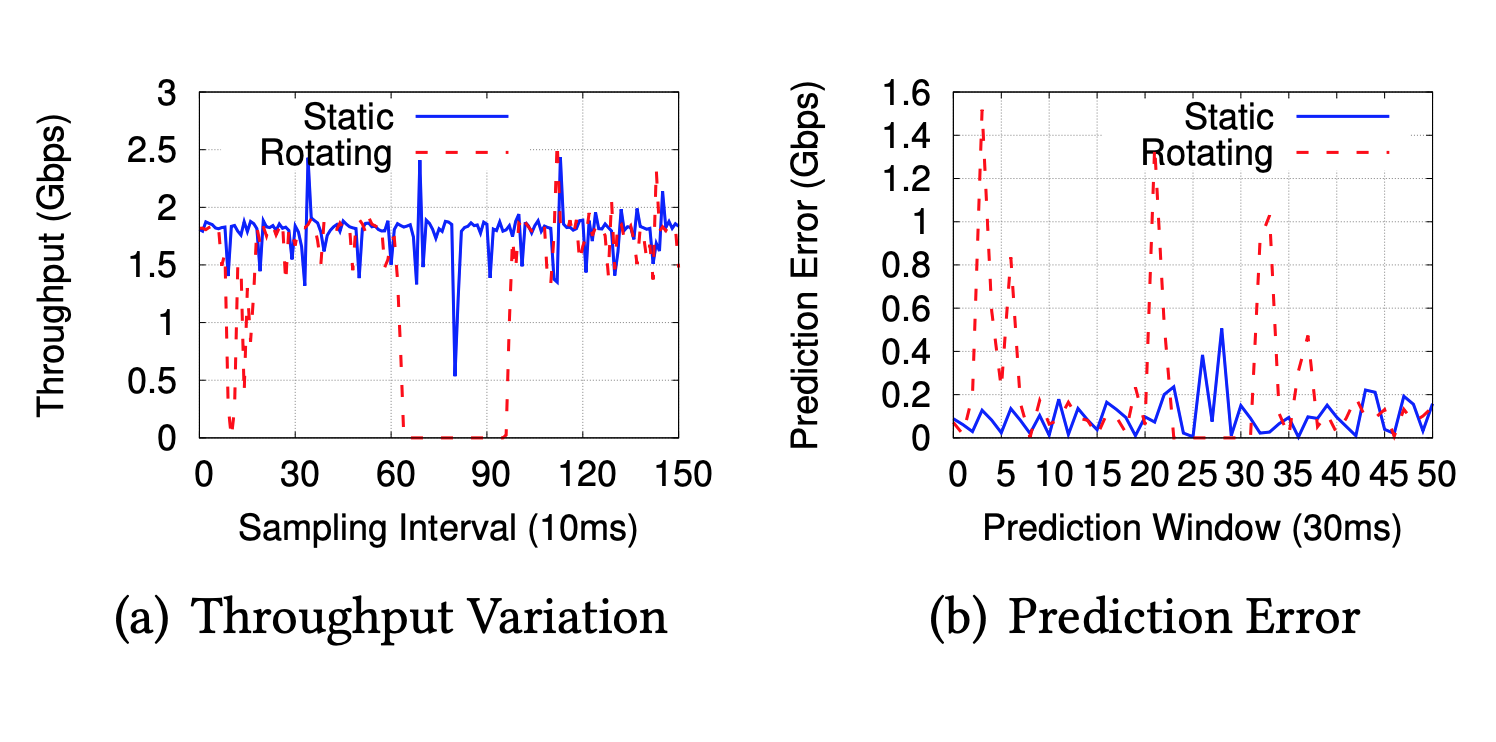 Throughput (Gbps)
3
2.5
2
1.5
1
0.5
0
Static
Rotating
0 30 60 90 120 150
Sampling Interval (10ms)
(a) Throughput Variation
Prediction Error (Gbps)
1.6
1.4
1.2
1
0.8
0.6
0.4
0.2
0
Static
Rotating
0 5 10 15 20 25 30 35 40 45 50
Prediction Window (30ms)
(b) Prediction Error